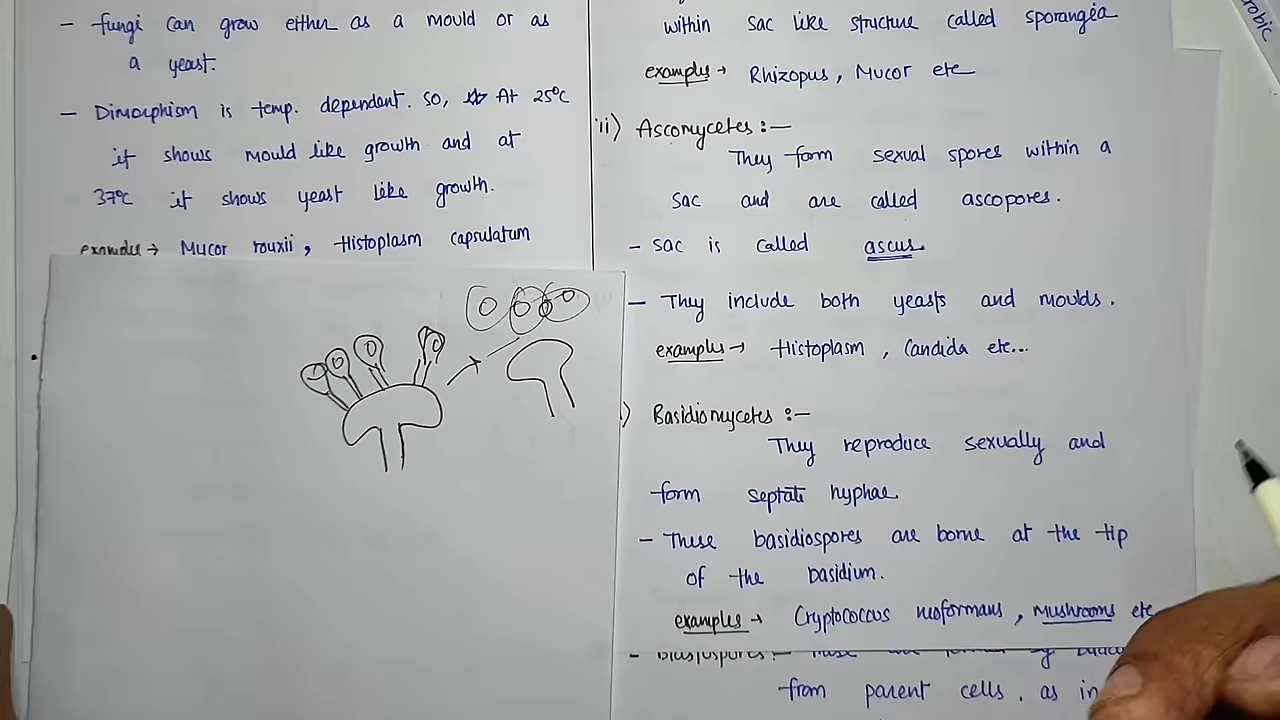 - fungi can grow either as a mould or as
a yeast.
- Dimorphism is temp. dependent. so, At 25°C
it shows mould like growth and at
37°C it shows yeast like growth.
example → Mucor rouxii, Histoplasm capsulatum
within sac like structure called sporangia
examples → Rhizopus, Mucor etc
ii) Ascomycetes :-
They form sexual spores within a
sac and are called ascopores.
- sac is called ascus.
- They include both yeasts and moulds.
examples → Histoplasm, Candida etc...
) Basidiomycetes :-
They reproduce sexually and
form septate hyphae
- These basidiospores are borne at the tip
of the basidium.
examples → Cryptococcus neoformans, Mushrooms etc
- Blastospores :-
from parent cells. as in
robic